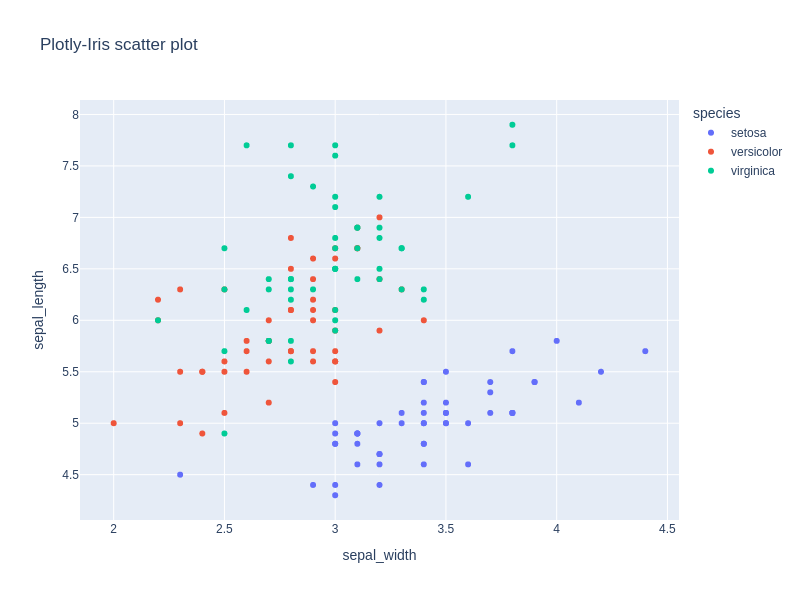 Plotly-Iris scatter plot
species
setosa
versicolor
virginica
8
7.5
7
6.5
6
5.5
5
4.5
sepal_length
2
2.5
3
3.5
4
4.5
sepal_width